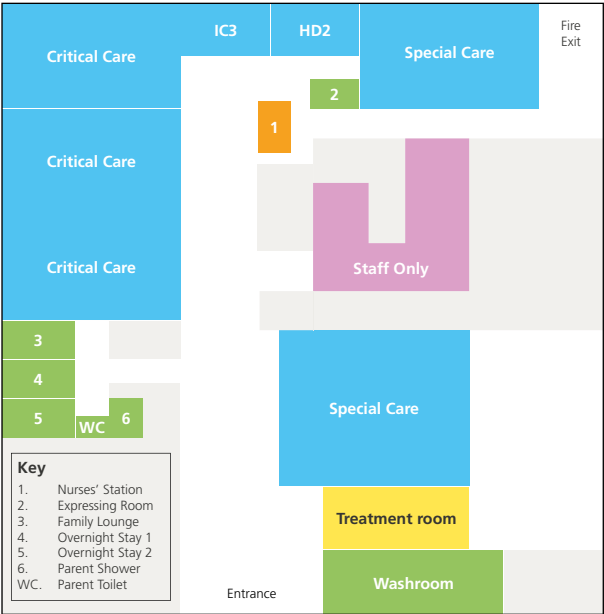 IC3
HD2
Fire
Exit
Critical Care
Special Care
2
1
Critical Care
Critical Care
Staff Only
3
4
5
WC
6
Special Care
Key
1. Nurses’ Station
2. Expressing Room
3. Family Lounge
4. Overnight Stay 1
5. Overnight Stay 2
6. Parent Shower
WC. Parent Toilet
Treatment room
Washroom
Entrance